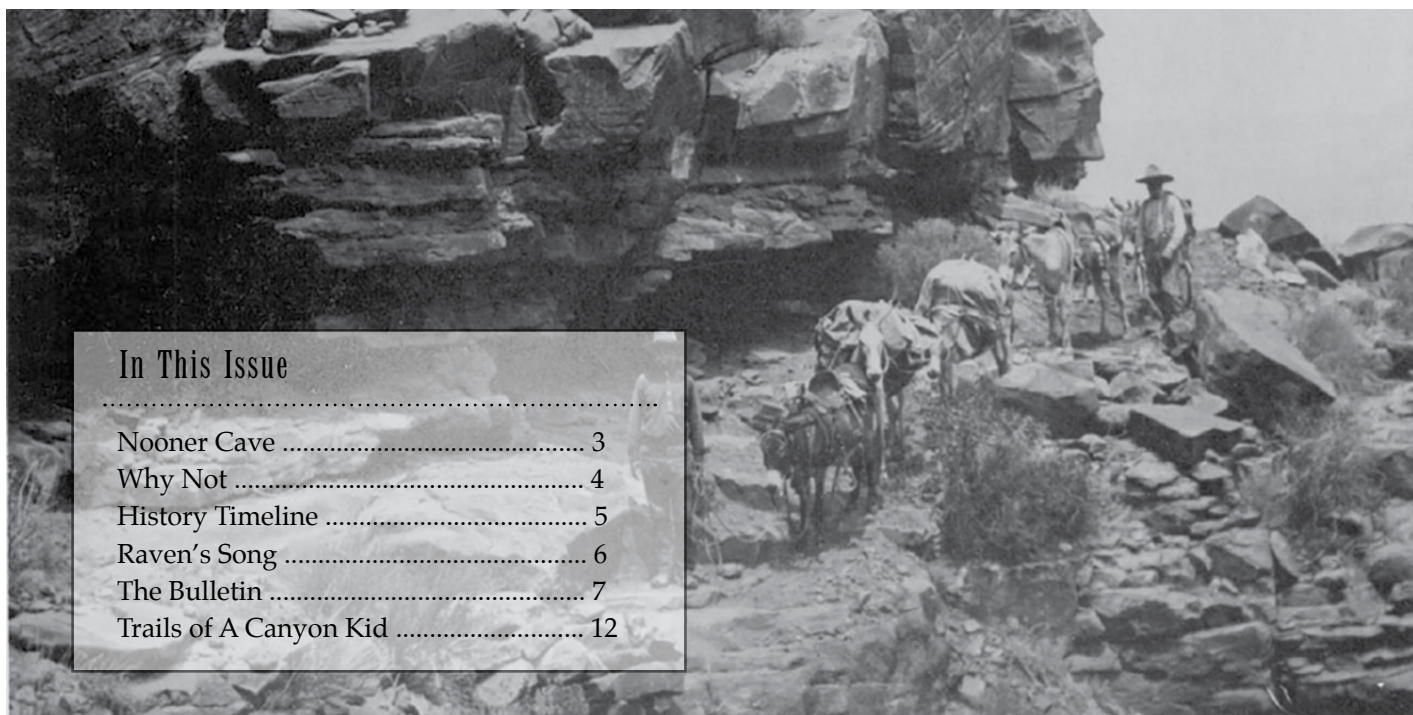 In This Issue
Nooner Cave ............................................. 3
Why Not .................................................... 4
History Timeline ....................................... 5
Raven's Song ............................................. 6
The Bulletin ................................................... 7
Trails of A Canyon Kid ............................ 12